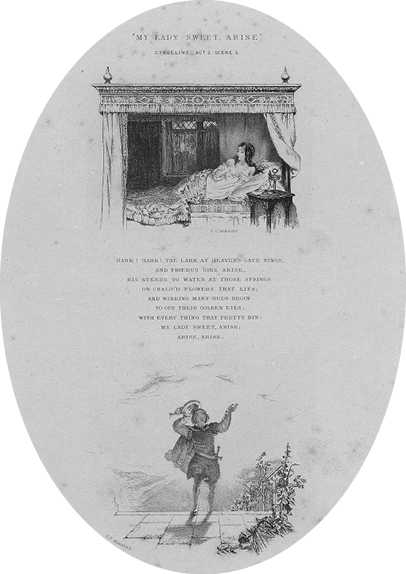 'MY LADY SWEET, ARISE.'
CYMBELINE. ACT 2. SCENE 3.
J. C. HORSLEY
'HARK! HARK! THE LARK AT HEAVEN'S GATE SINGS,
AND PHŒBUS 'GINS ARISE,
HIS STEEDS TO WATER AT THOSE SPRINGS
ON CHALIC'D FLOWERS THAT LIES;
AND WINKING MARY-BUDS BEGIN
TO OPE THEIR GOLDEN EYES;
WITH EVERY THING THAT PRETTY BIN:
MY LADY SWEET, ARISE;
ARISE, ARISE.
J. C. HORSLEY